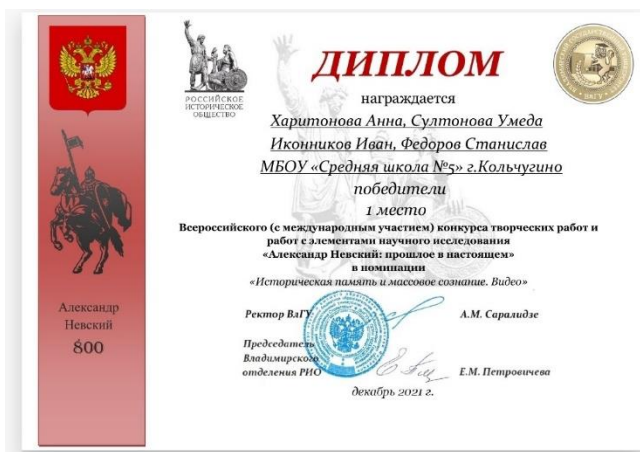 РОССИЙСКОЕ
ИСТОРИЧЕСКОЕ
ОБЩЕСТВО
ДИПЛОМ
награждается
Харитонова Анна, Султонова Умеда
Иконников Иван, Федоров Станислав
МБОУ «Средняя школа №5» г.Кольчугино
победители
1 место
Всероссийского (с международным участием) конкурса творческих работ и
работ с элементами научного исследования
«Александр Невский: прошлое в настоящем»
в номинации
«Историческая память и массовое сознание. Видео»
Александр
Невский
800
Ректор ВлГУ
А.М. Саралидзе
Председатель
Владимирского
отделения РИО
Е.М. Петровичева
декабрь 2021 г.